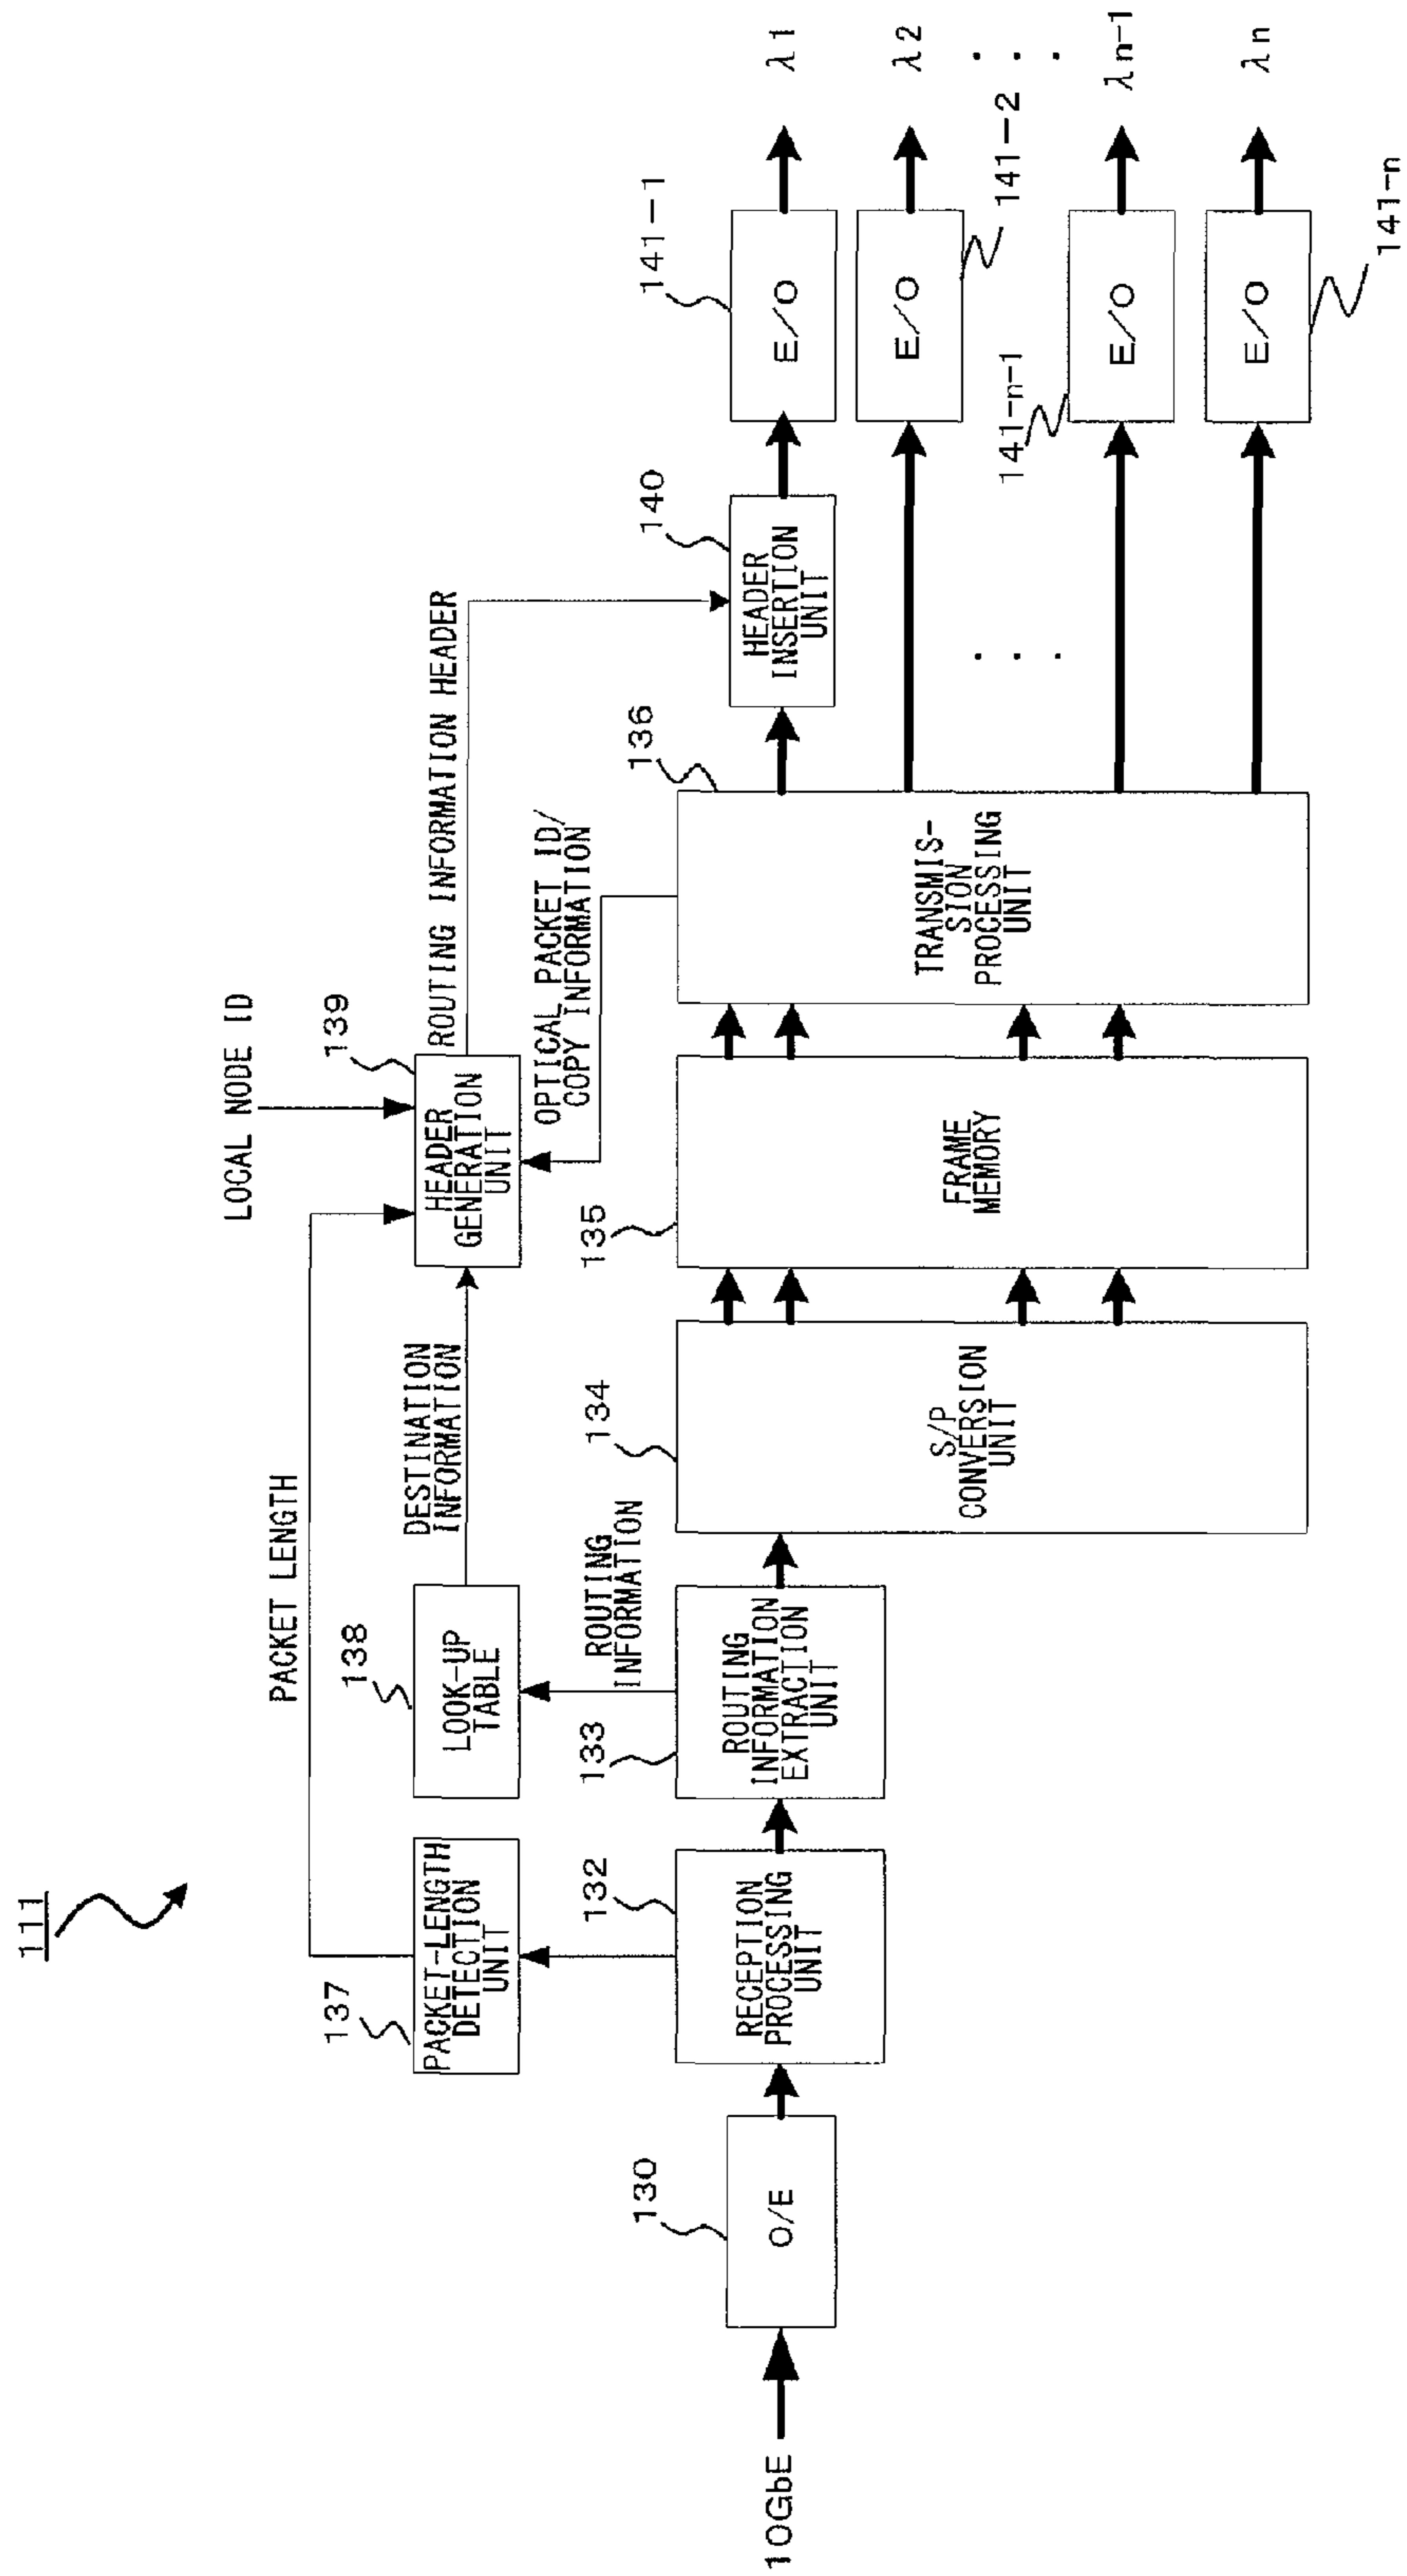 111
10GbE
130
O/E
137
PACKET-LENGTH
DETECTION
UNIT
132
RECEPTION
PROCESSING
UNIT
PACKET LENGTH
138
LOOK-UP
TABLE
ROUTING
INFORMATION
133
ROUTING
INFORMATION
EXTRACTION
UNIT
DESTINATION
INFORMATION
134
S/P
CONVERSION
UNIT
LOCAL NODE ID
139
HEADER
GENERATION
UNIT
135
FRAME
MEMORY
ROUTING INFORMATION HEADER
OPTICAL PACKET ID/
COPY INFORMATION
136
TRANSMIS-
SION
PROCESSING
UNIT
140
HEADER
INSERTION
UNIT
. . .
141-1
E/O
λ1
E/O
141-2
λ2
. . .
141-n-1
E/O
λn-1
E/O
141-n
λn